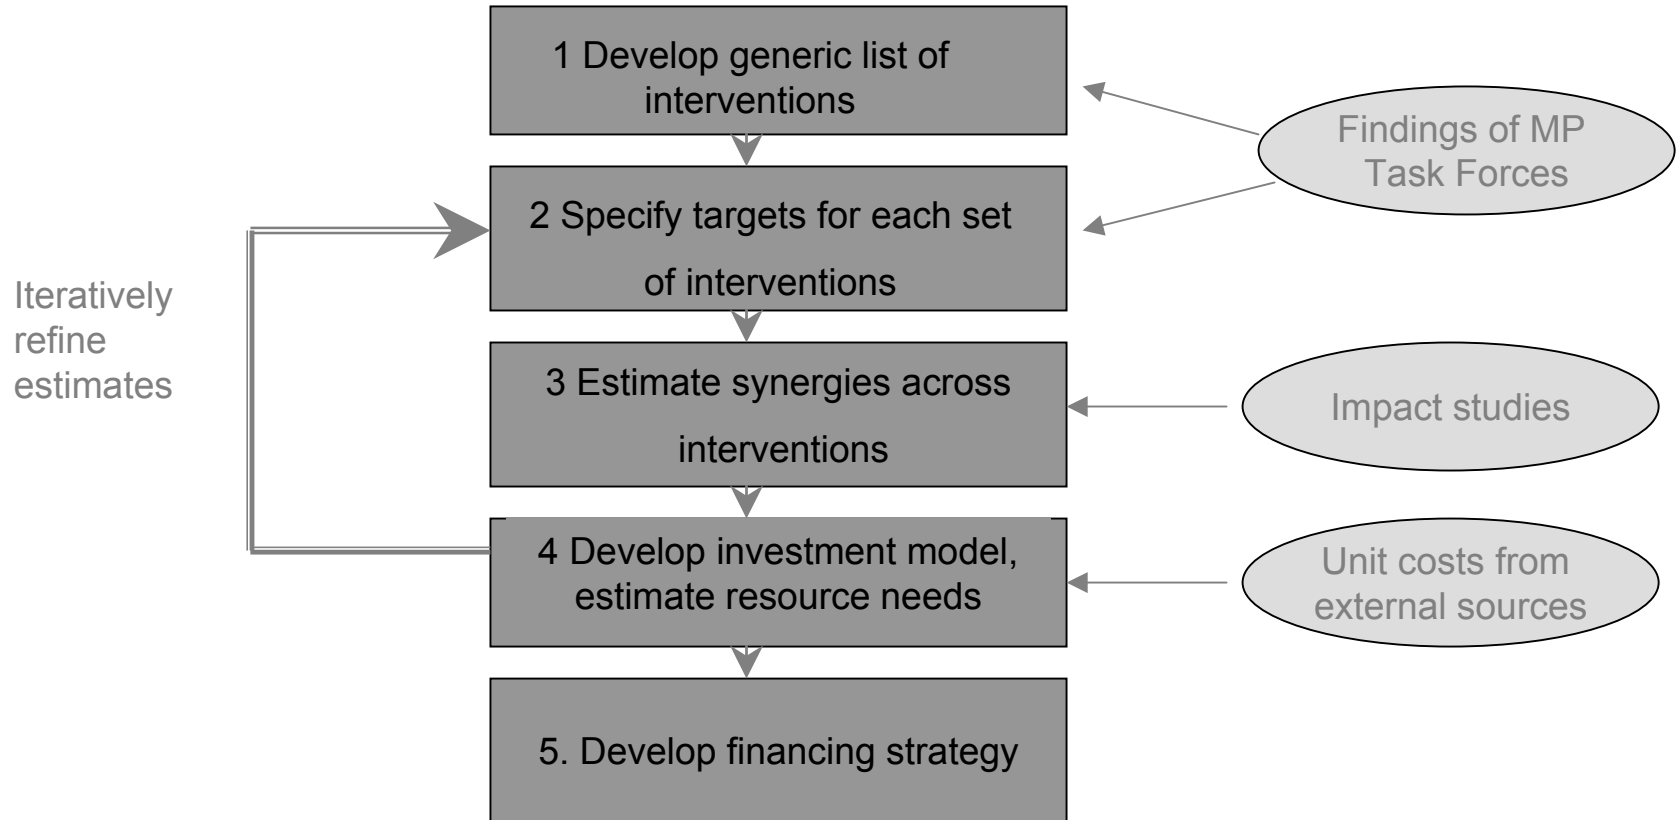 1 Develop generic list of
interventions
Findings of MP
Task Forces
2 Specify targets for each set
of interventions
Iteratively
refine
estimates
3 Estimate synergies across
interventions
Impact studies
4 Develop investment model,
estimate resource needs
Unit costs from
external sources
5. Develop financing strategy